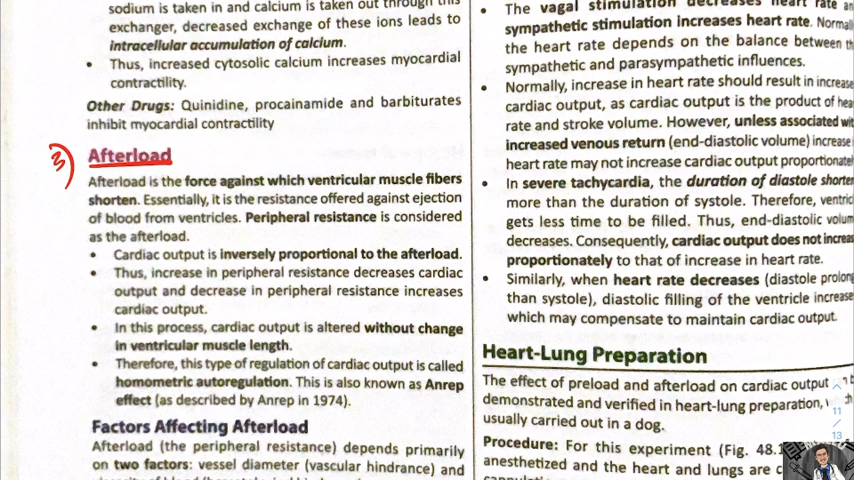 sodium is taken in and calcium is taken out through this
exchanger, decreased exchange of these ions leads to
intracellular accumulation of calcium.
• Thus, increased cytosolic calcium increases myocardial
contractility.
Other Drugs: Quinidine, procainamide and barbiturates
inhibit myocardial contractility
3) Afterload
Afterload is the force against which ventricular muscle fibers
shorten. Essentially, it is the resistance offered against ejection
of blood from ventricles. Peripheral resistance is considered
as the afterload.
• Cardiac output is inversely proportional to the afterload.
• Thus, increase in peripheral resistance decreases cardiac
output and decrease in peripheral resistance increases
cardiac output.
• In this process, cardiac output is altered without change
in ventricular muscle length.
• Therefore, this type of regulation of cardiac output is called
homometric autoregulation. This is also known as Anrep
effect (as described by Anrep in 1974).
Factors Affecting Afterload
Afterload (the peripheral resistance) depends primarily
on two factors: vessel diameter (vascular hindrance) and
• The vagal stimulation decreases heart rate an
sympathetic stimulation increases heart rate. Normal
the heart rate depends on the balance between th
sympathetic and parasympathetic influences.
• Normally, increase in heart rate should result in increase
cardiac output, as cardiac output is the product of hea
rate and stroke volume. However, unless associated wit
increased venous return (end-diastolic volume) increase
heart rate may not increase cardiac output proportionatel
• In severe tachycardia, the duration of diastole shorten
more than the duration of systole. Therefore, ventric
gets less time to be filled. Thus, end-diastolic volum
decreases. Consequently, cardiac output does not increas
proportionately to that of increase in heart rate.
• Similarly, when heart rate decreases (diastole prolong
than systole), diastolic filling of the ventricle increase
which may compensate to maintain cardiac output.
Heart-Lung Preparation
The effect of preload and afterload on cardiac output
demonstrated and verified in heart-lung preparation,
usually carried out in a dog.
Procedure: For this experiment (Fig. 48.1
anesthetized and the heart and lungs are c
11
/
13